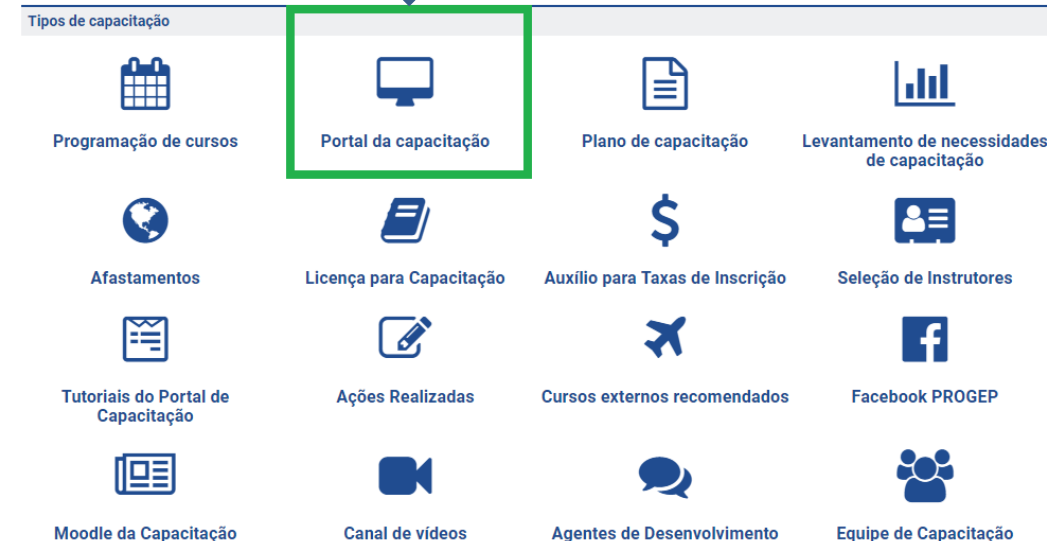 Tipos de capacitação
Programação de cursos
Portal da capacitação
Plano de capacitação
Levantamento de necessidades
de capacitação
Afastamentos
Licença para Capacitação
Auxílio para Taxas de Inscrição
Seleção de Instrutores
Tutoriais do Portal de
Capacitação
Ações Realizadas
Cursos externos recomendados
Facebook PROGEP
Moodle da Capacitação
Canal de vídeos
Agentes de Desenvolvimento
Equipe de Capacitação